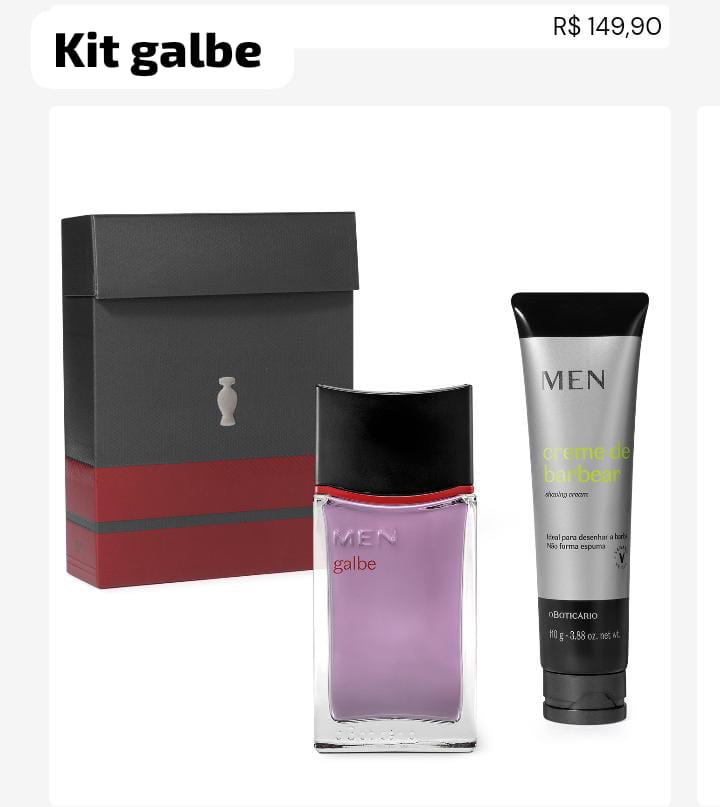 R$ 149,90
Kit galbe
MEN
galbe
oBoticário
MEN
creme de
barbear
shaving cream
Ideal para desenhar a barba
Não forma espuma
oBOTICÁRIO
110 g - 3.88 oz. net wt.